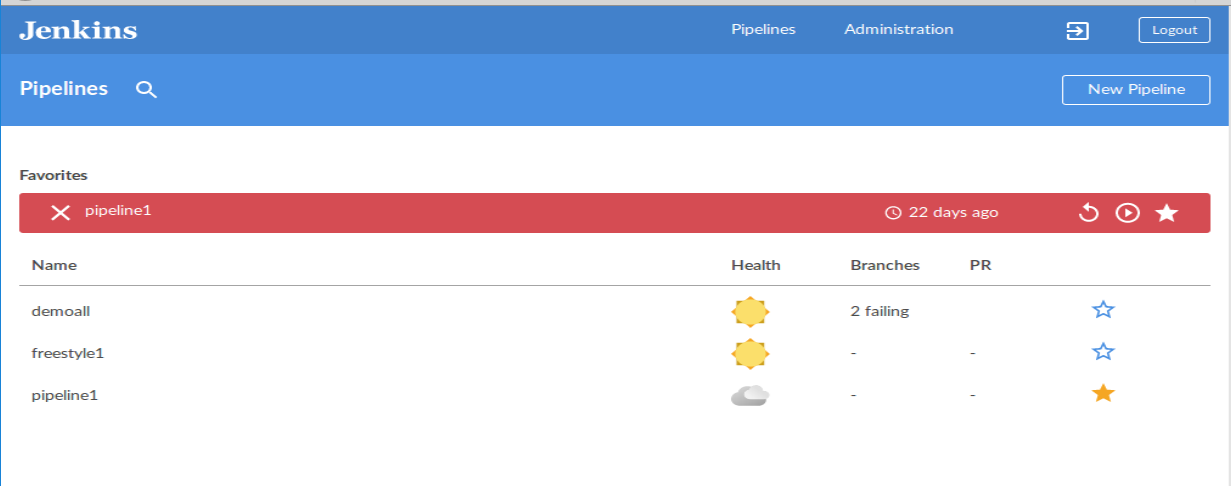 Jenkins Pipelines Administration Logout
Pipelines New Pipeline
Favorites
pipeline1 22 days ago
Name Health Branches PR
demoall 2 failing
freestyle1 - -
pipeline1 - -